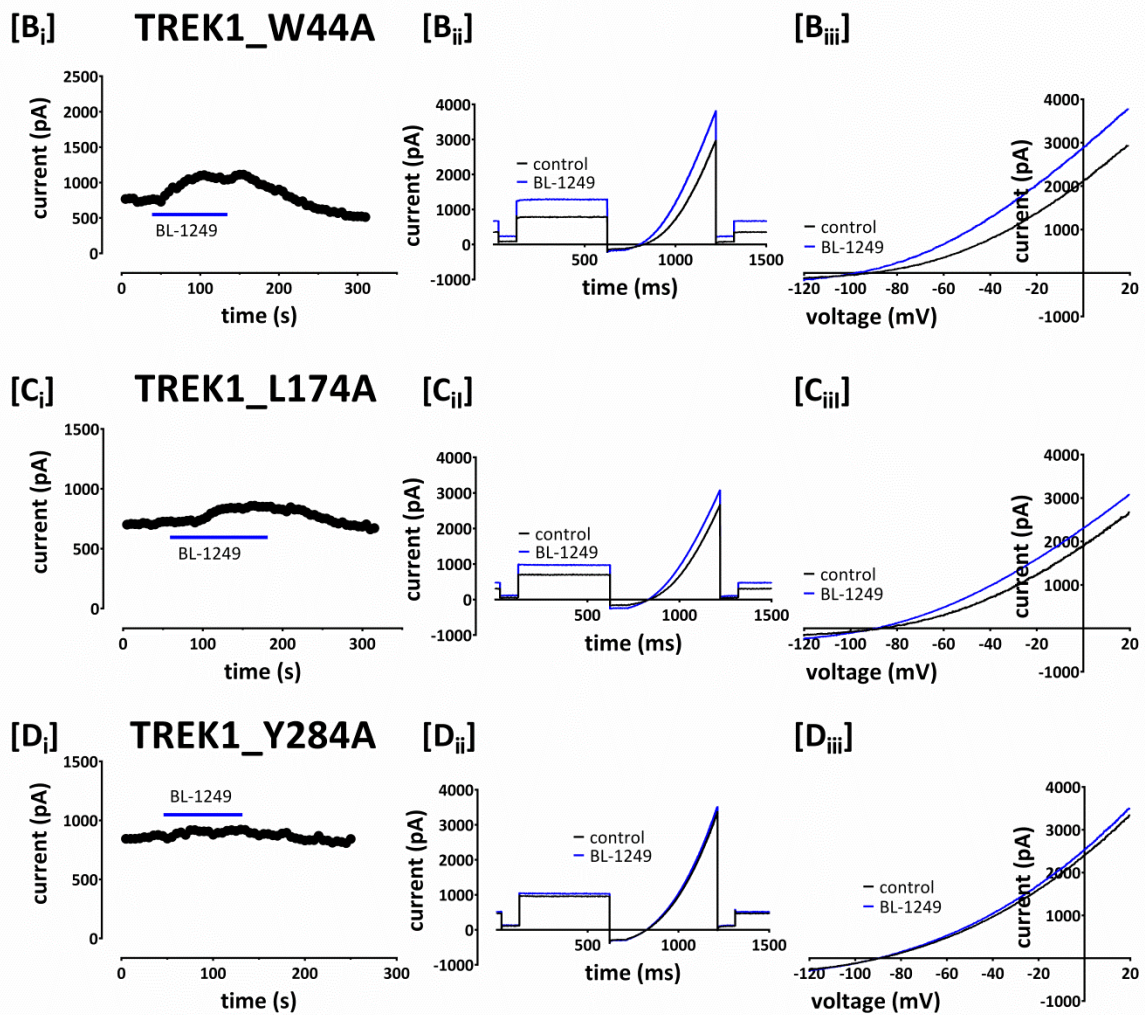 [Bi] TREK1_W44A [Bii] [Biii]
2500
2000
1500
1000
500
0
current (pA)
BL-1249
0 100 200 300
time (s)
4000
3000
2000
1000
0
-1000
current (pA)
control
BL-1249
500 1000 1500
time (ms)
4000
3000
2000
1000
-1000
current (pA)
control
BL-1249
-120 -100 -80 -60 -40 -20 20
voltage (mV)
[Ci] TREK1_L174A [CiI] [CiiI]
1500
1000
500
0
current (pA)
BL-1249
0 100 200 300
time (s)
4000
3000
2000
1000
0
-1000
current (pA)
control
BL-1249
500 1000 1500
time (ms)
4000
3000
2000
1000
-1000
current (pA)
control
BL-1249
-120 -100 -80 -60 -40 -20 20
voltage (mV)
[Di] TREK1_Y284A [Dii] [Diii]
1500
1000
500
0
current (pA)
BL-1249
0 100 200 300
time (s)
4000
3000
2000
1000
0
-1000
current (pA)
control
BL-1249
500 1000 1500
time (ms)
4000
3000
2000
1000
-1000
current (pA)
control
BL-1249
-120 -100 -80 -60 -40 -20 20
voltage (mV)